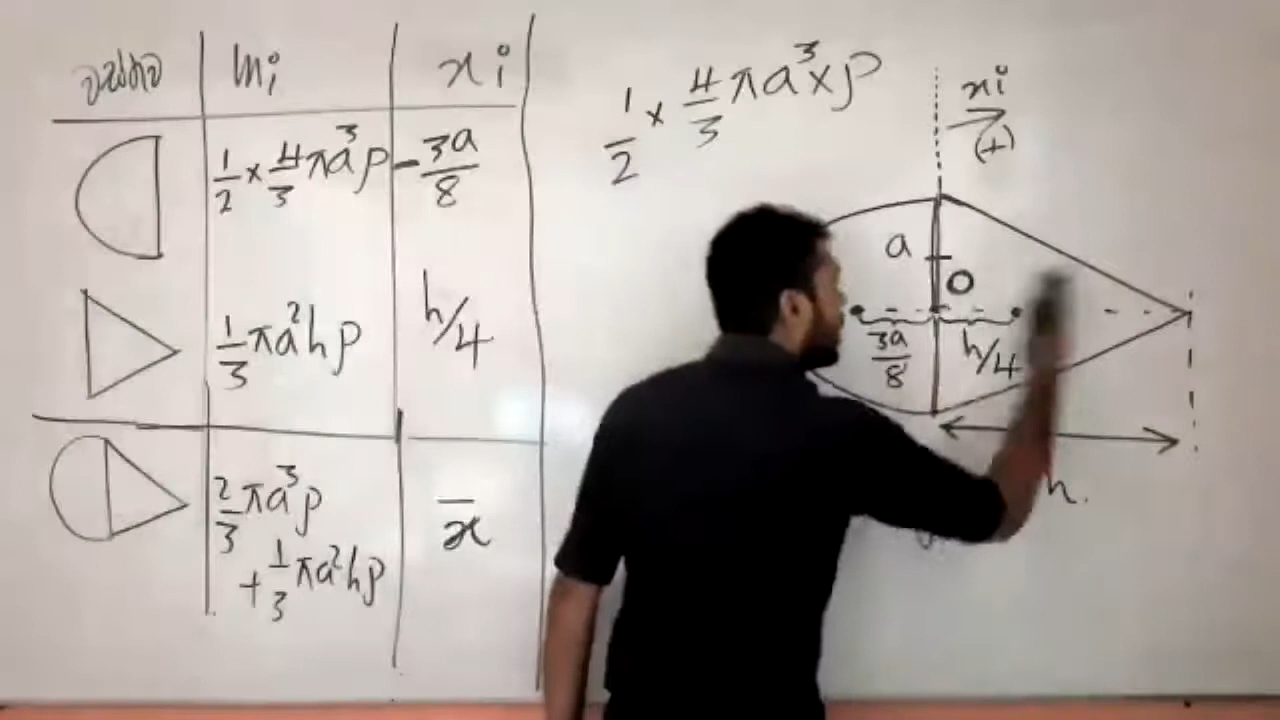 වස්තුව mᵢ xᵢ
1/2 × 4/3 πa³ρ -3a/8
1/3 πa²hρ h/4
2/3 πa³ρ x̄
+ 1/3 πa²hρ
1/2 × 4/3 πa³ × ρ
xi
(+)
a
O
3a/8 h/4
h.